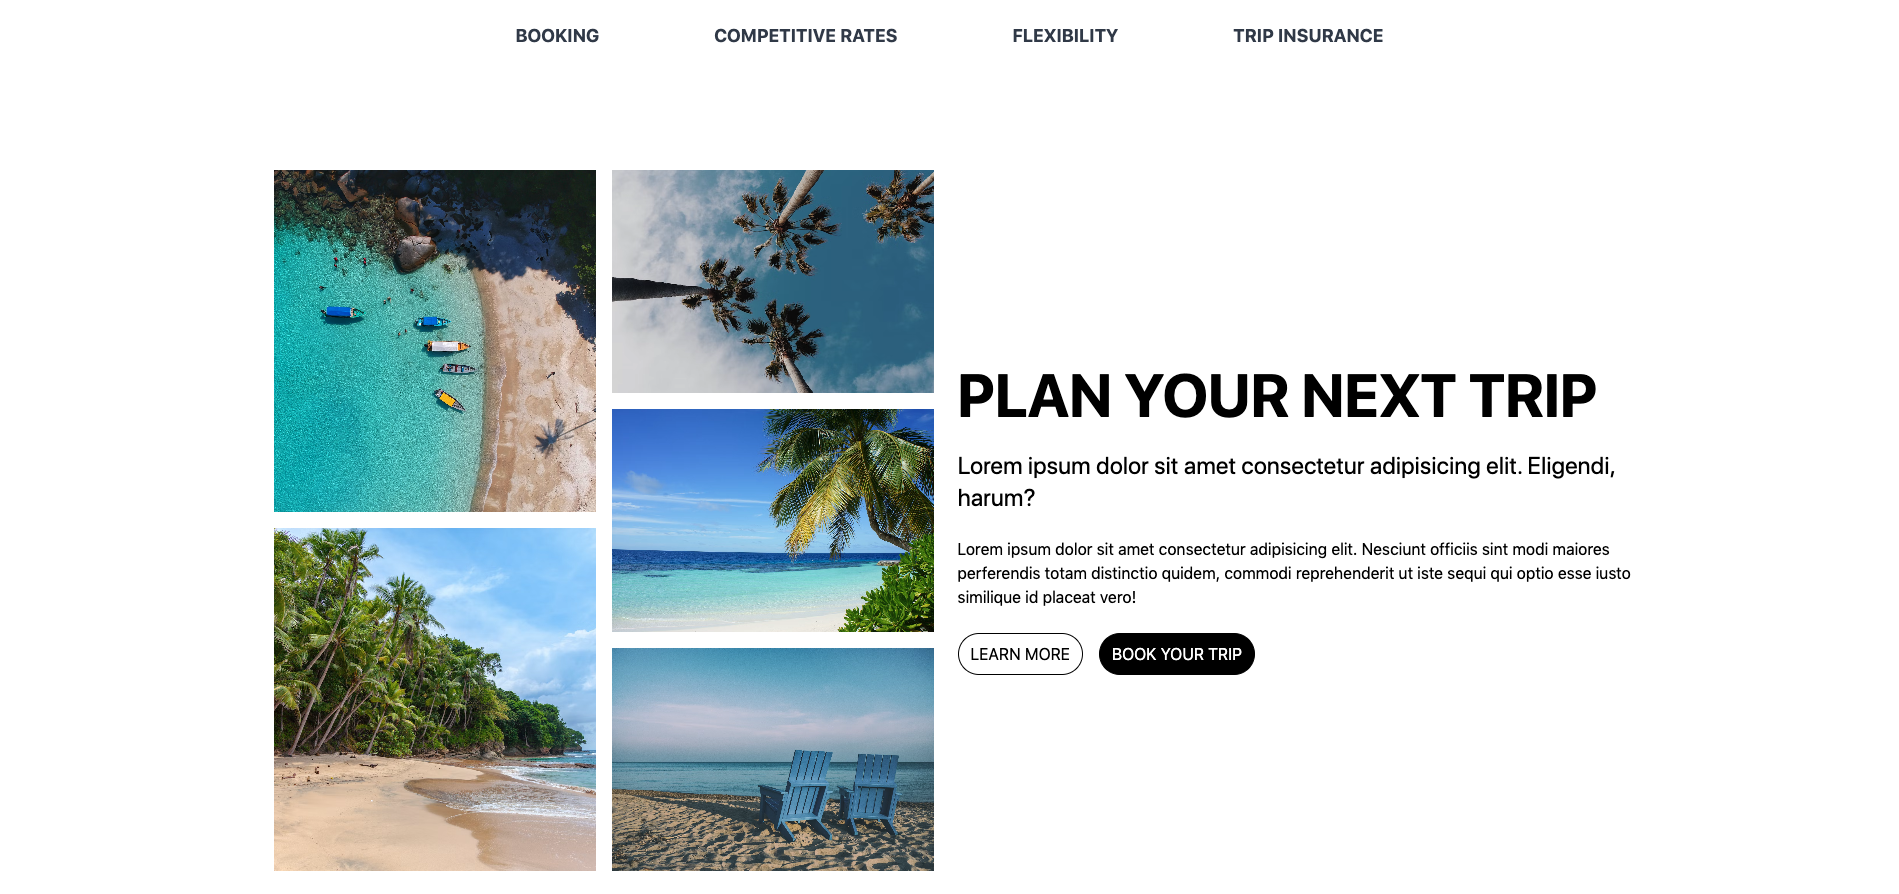 BOOKING COMPETITIVE RATES FLEXIBILITY TRIP INSURANCE
PLAN YOUR NEXT TRIP
Lorem ipsum dolor sit amet consectetur adipisicing elit. Eligendi,
harum?
Lorem ipsum dolor sit amet consectetur adipisicing elit. Nesciunt officiis sint modi maiores
perferendis totam distinctio quidem, commodi reprehenderit ut iste sequi qui optio esse iusto
similique id placeat vero!
LEARN MORE BOOK YOUR TRIP